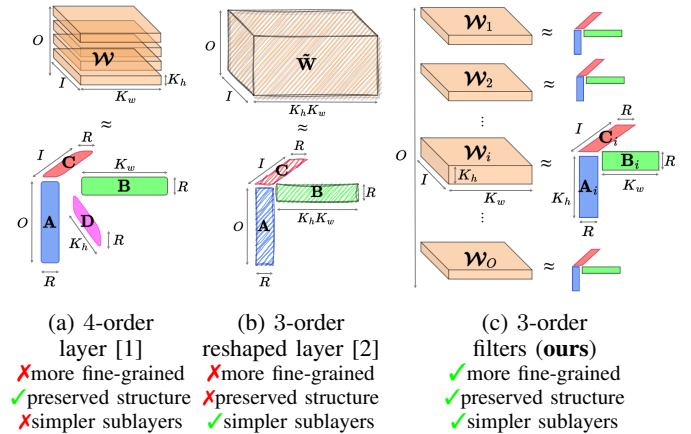 O
𝓦
I
K_h
K_w
≈
R
I
C
K_w
B
R
O
A
D
K_h
R
R
(a) 4-order
layer [1]
✗more fine-grained
✓preserved structure
✗simpler sublayers
O
W̃
I
K_hK_w
≈
R
I
C
B
R
K_hK_w
O
A
R
(b) 3-order
reshaped layer [2]
✗more fine-grained
✗preserved structure
✓simpler sublayers
O
𝓦_1 ≈
𝓦_2 ≈
⋮
𝓦_i ≈
I
K_h
K_w
R
I
C_i
B_i
R
K_w
K_h
A_i
R
⋮
𝓦_O ≈
(c) 3-order
filters (ours)
✓more fine-grained
✓preserved structure
✓simpler sublayers